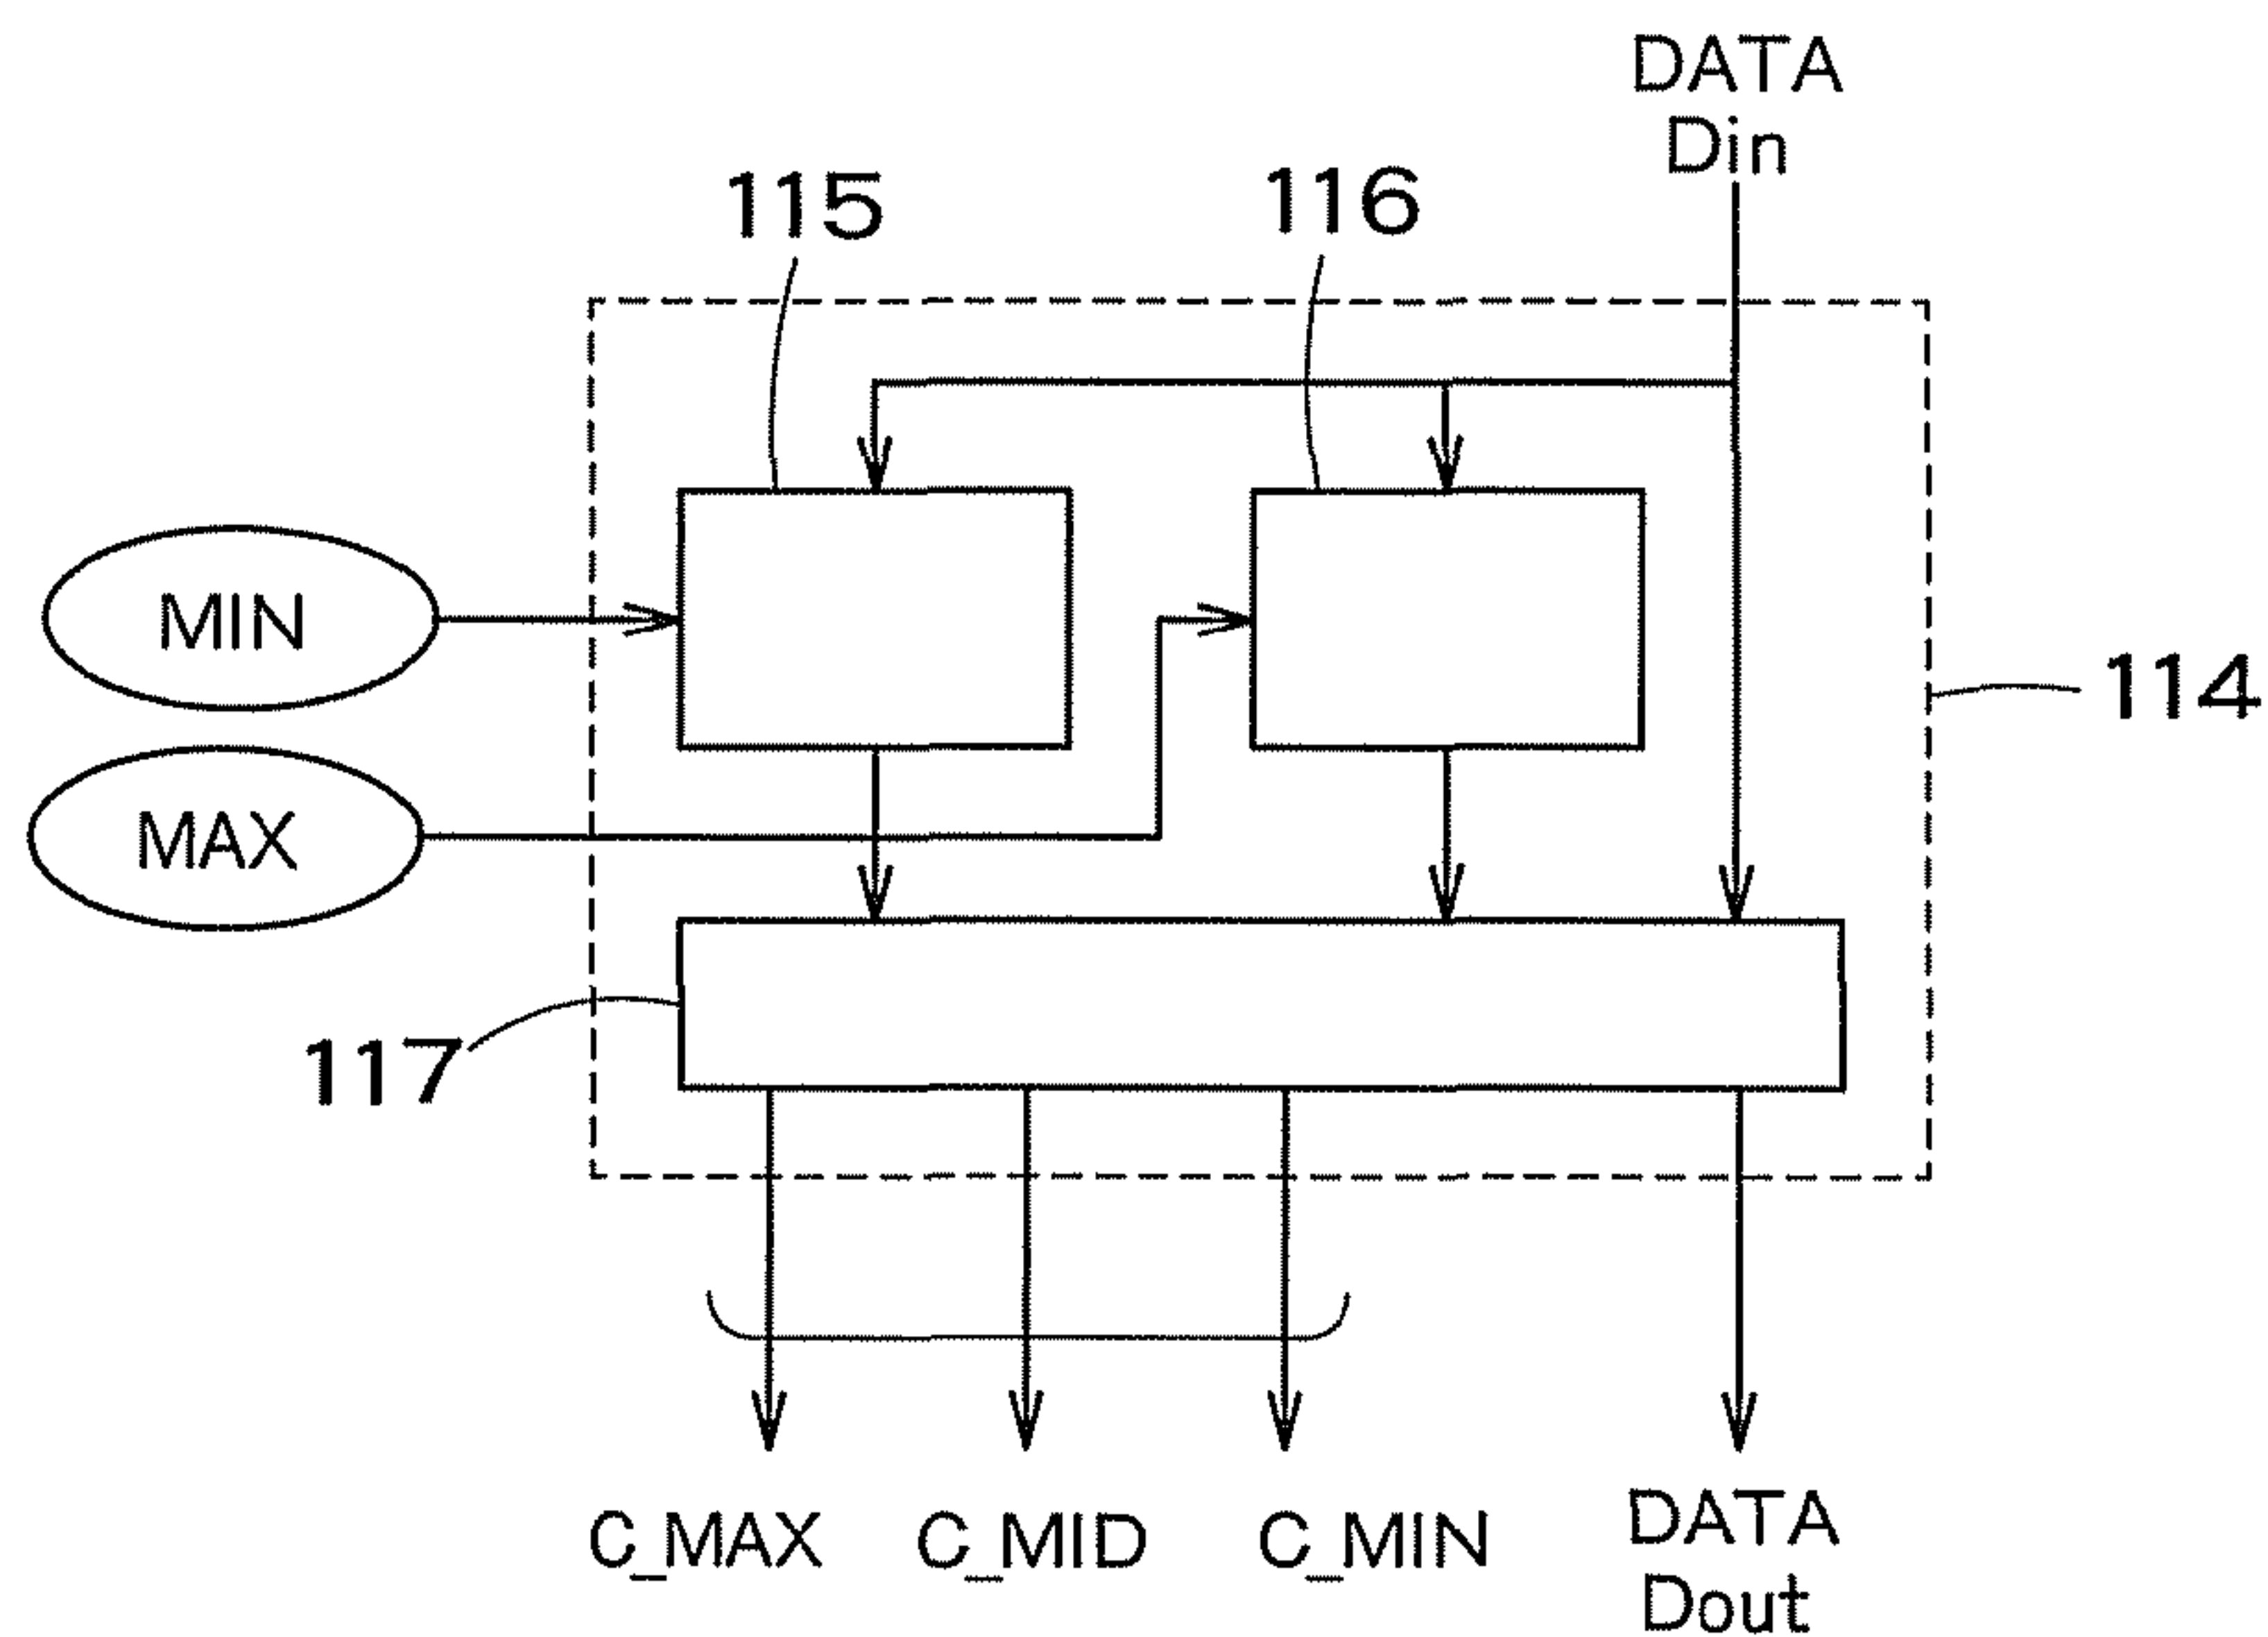 DATA
Din
115
116
MIN
114
MAX
117
C_MAX
C_MID
C_MIN
DATA
Dout